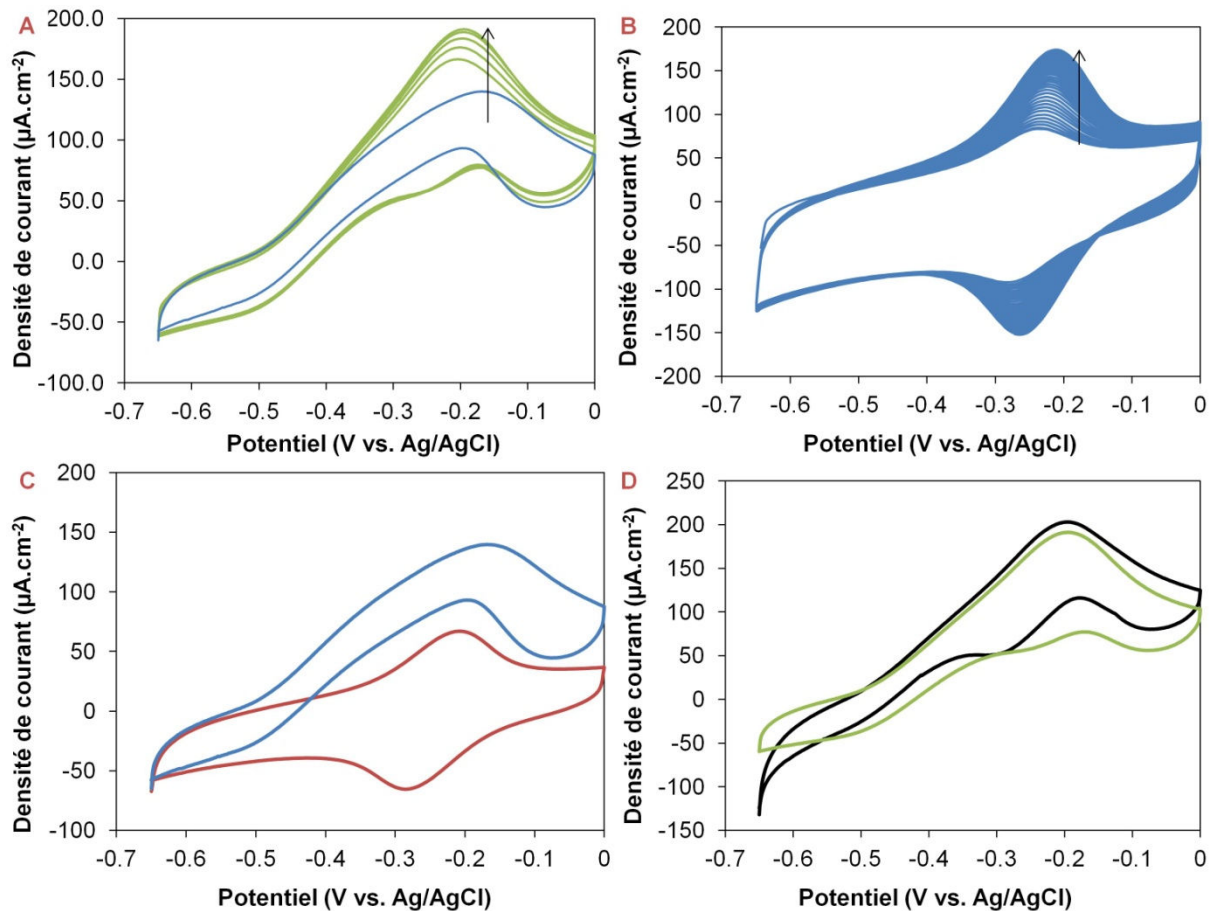 A
Densité de courant (µA.cm-2)
200.0
150.0
100.0
50.0
0.0
-50.0
-100.0
-0.7 -0.6 -0.5 -0.4 -0.3 -0.2 -0.1 0
Potentiel (V vs. Ag/AgCl)
B
Densité de courant (µA.cm-2)
200
150
100
50
0
-50
-100
-150
-200
-0.7 -0.6 -0.5 -0.4 -0.3 -0.2 -0.1 0
Potentiel (V vs. Ag/AgCl)
C
Densité de courant (µA.cm-2)
200
150
100
50
0
-50
-100
-0.7 -0.6 -0.5 -0.4 -0.3 -0.2 -0.1 0
Potentiel (V vs. Ag/AgCl)
D
Densité de courant (µA.cm-2)
250
200
150
100
50
0
-50
-100
-150
-0.7 -0.6 -0.5 -0.4 -0.3 -0.2 -0.1 0
Potentiel (V vs. Ag/AgCl)